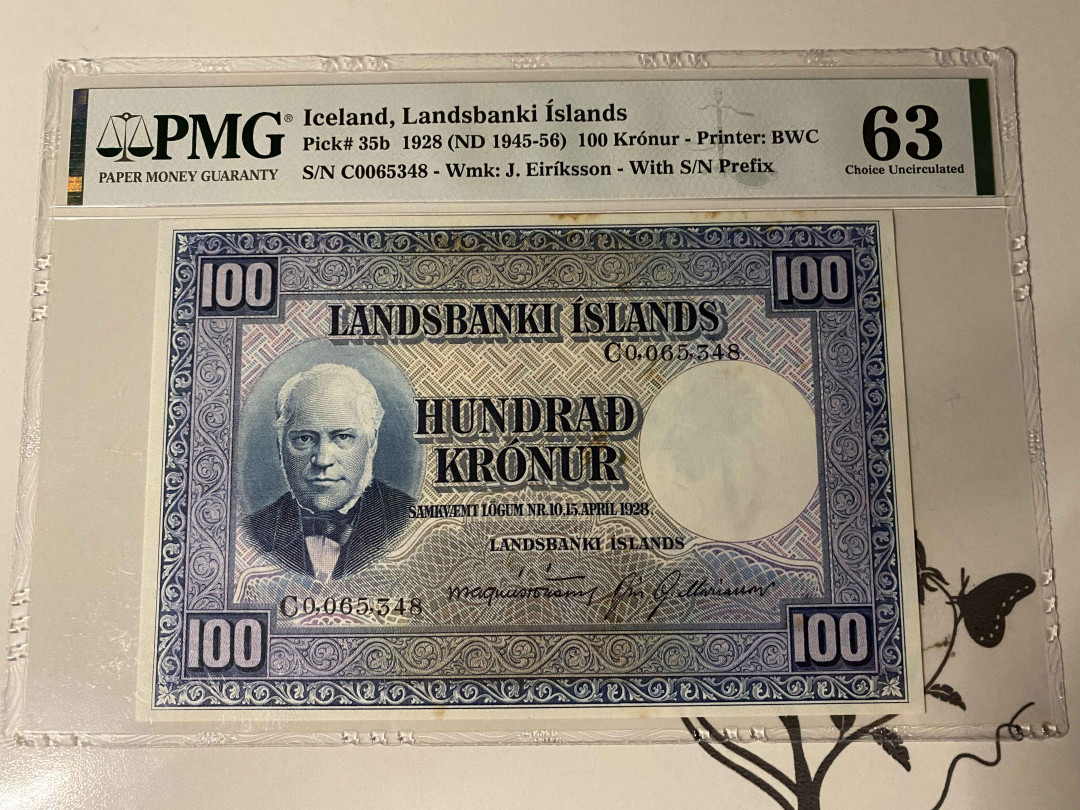 PMG®
PAPER MONEY GUARANTY
Iceland, Landsbanki Íslands
Pick# 35b 1928 (ND 1945-56) 100 Krónur - Printer: BWC
S/N C0065348 - Wmk: J. Eiríksson - With S/N Prefix
63
Choice Uncirculated
100
100
LANDSBANKI ÍSLANDS
C0,065,348
HUNDRAÐ
KRÓNUR
SAMKVÆMT LÖGUM NR. 10, 15. APRÍL 1928.
LANDSBANKI ÍSLANDS
C0,065,348
100
100